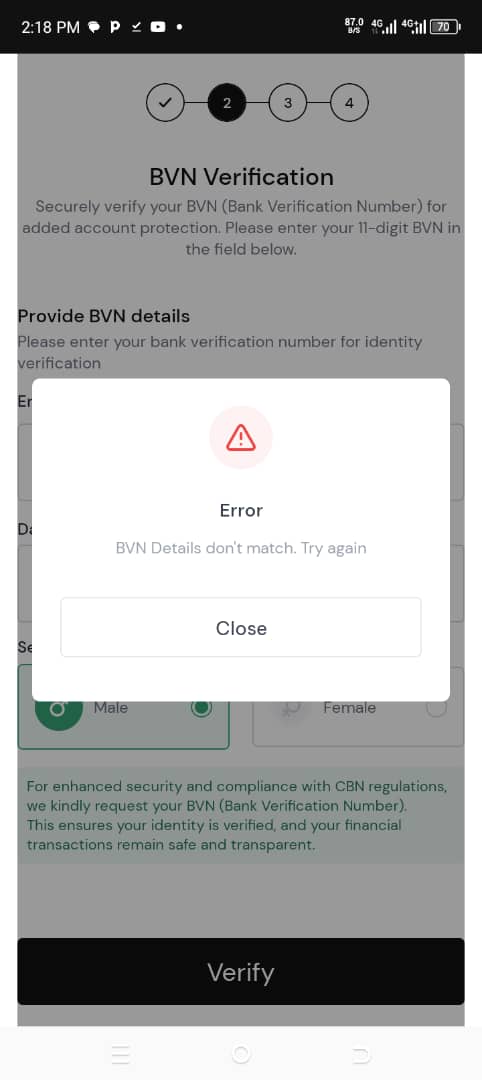 2:18 PM
87.0 B/S 4G 4G+ 70
2 3 4
BVN Verification
Securely verify your BVN (Bank Verification Number) for
added account protection. Please enter your 11-digit BVN in
the field below.
Provide BVN details
Please enter your bank verification number for identity
verification
Er
Error
BVN Details don't match. Try again
Close
Se
Male
Female
For enhanced security and compliance with CBN regulations,
we kindly request your BVN (Bank Verification Number).
This ensures your identity is verified, and your financial
transactions remain safe and transparent.
Verify